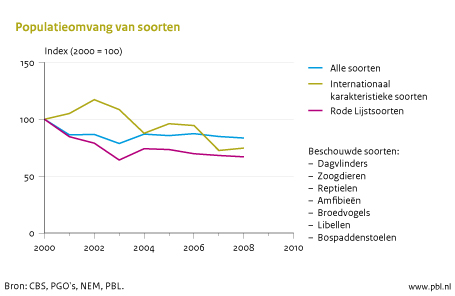 Populatieomvang van soorten
Index (2000 = 100)
150
100
50
0
2000
2002
2004
2006
2008
2010
Alle soorten
Internationaal
karakteristieke soorten
Rode Lijstsoorten
Beschouwde soorten:
– Dagvlinders
– Zoogdieren
– Reptielen
– Amfibieën
– Broedvogels
– Libellen
– Bospaddenstoelen
Bron: CBS, PGO's, NEM, PBL.
www.pbl.nl